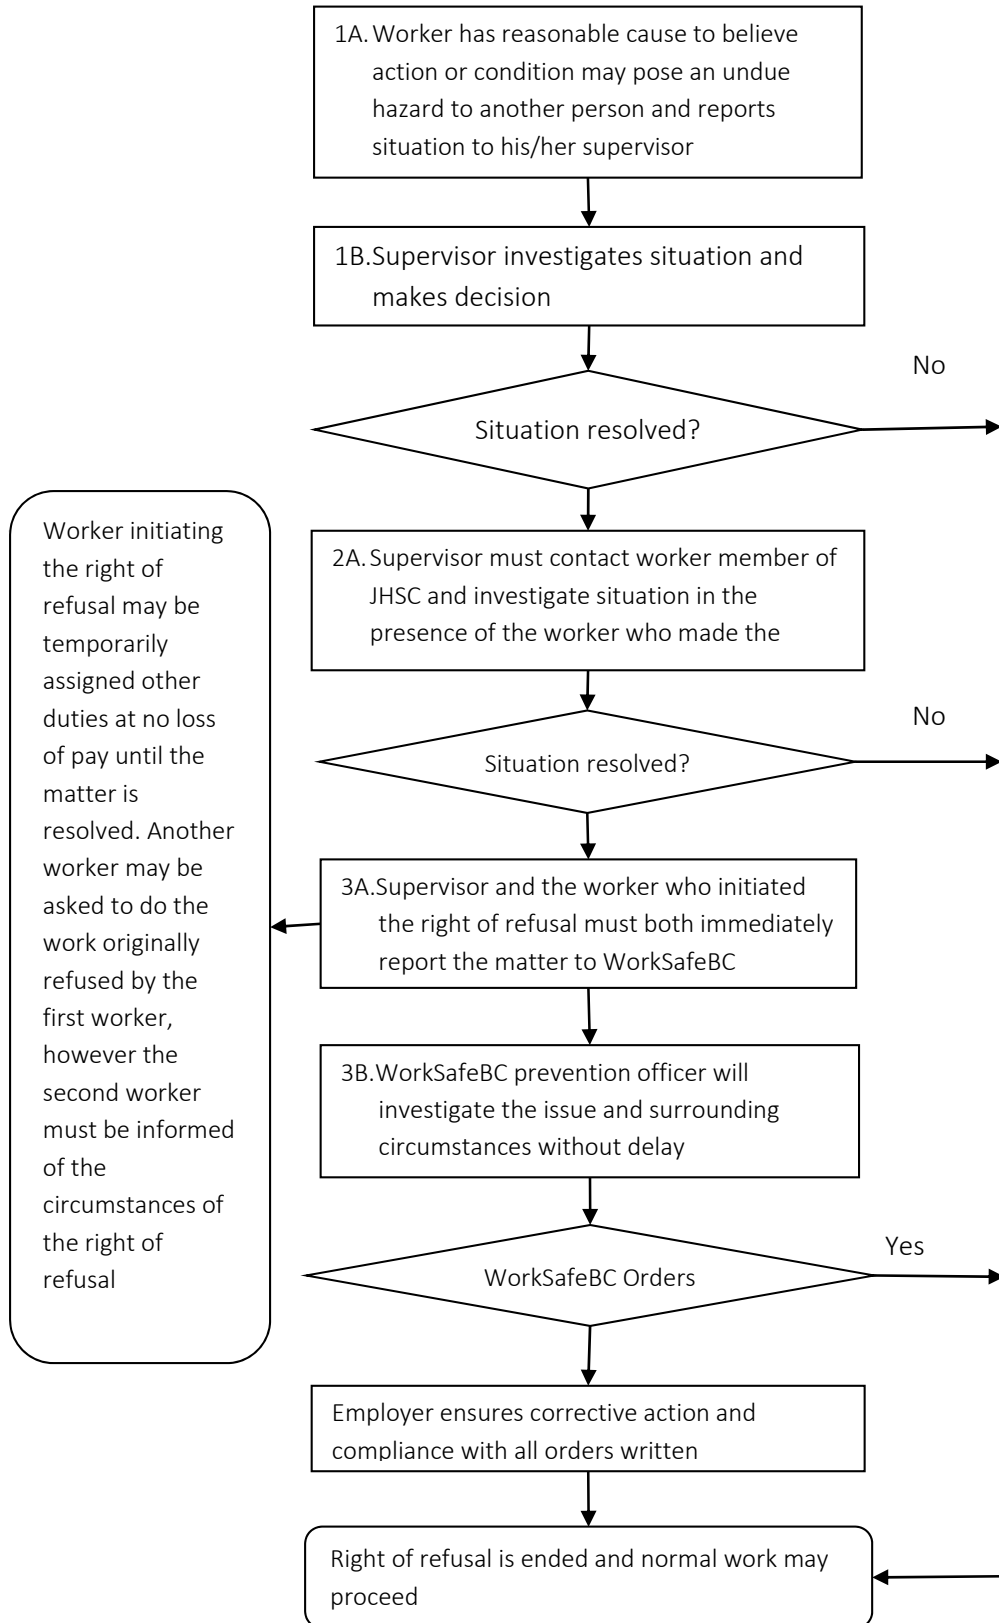 1A. Worker has reasonable cause to believe
action or condition may pose an undue
hazard to another person and reports
situation to his/her supervisor
1B.Supervisor investigates situation and
makes decision
No
Situation resolved?
2A. Supervisor must contact worker member of
JHSC and investigate situation in the
presence of the worker who made the
No
Situation resolved?
Worker initiating
the right of
refusal may be
temporarily
assigned other
duties at no loss
of pay until the
matter is
resolved. Another
worker may be
asked to do the
work originally
refused by the
first worker,
however the
second worker
must be informed
of the
circumstances of
the right of
refusal
3A.Supervisor and the worker who initiated
the right of refusal must both immediately
report the matter to WorkSafeBC
3B.WorkSafeBC prevention officer will
investigate the issue and surrounding
circumstances without delay
Yes
WorkSafeBC Orders
Employer ensures corrective action and
compliance with all orders written
Right of refusal is ended and normal work may
proceed